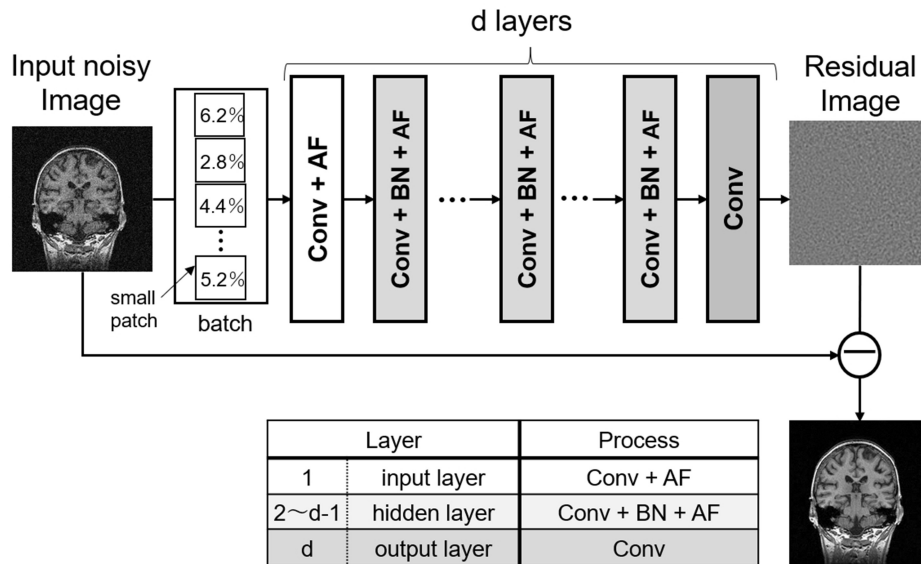 d layers
Input noisy
Image
Residual
Image
6.2%
2.8%
4.4%
5.2%
small
patch
batch
Conv + AF
Conv + BN + AF
Conv + BN + AF
Conv + BN + AF
Conv
Layer Process
1 input layer Conv + AF
2～d-1 hidden layer Conv + BN + AF
d output layer Conv